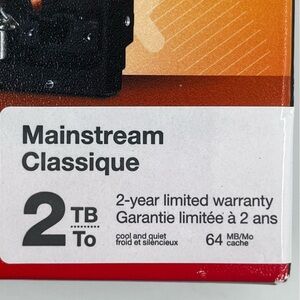 Mainstream
Classique
2 TB
To
2-year limited warranty
Garantie limitée à 2 ans
cool and quiet
froid et silencieux
64 MB/Mo
cache